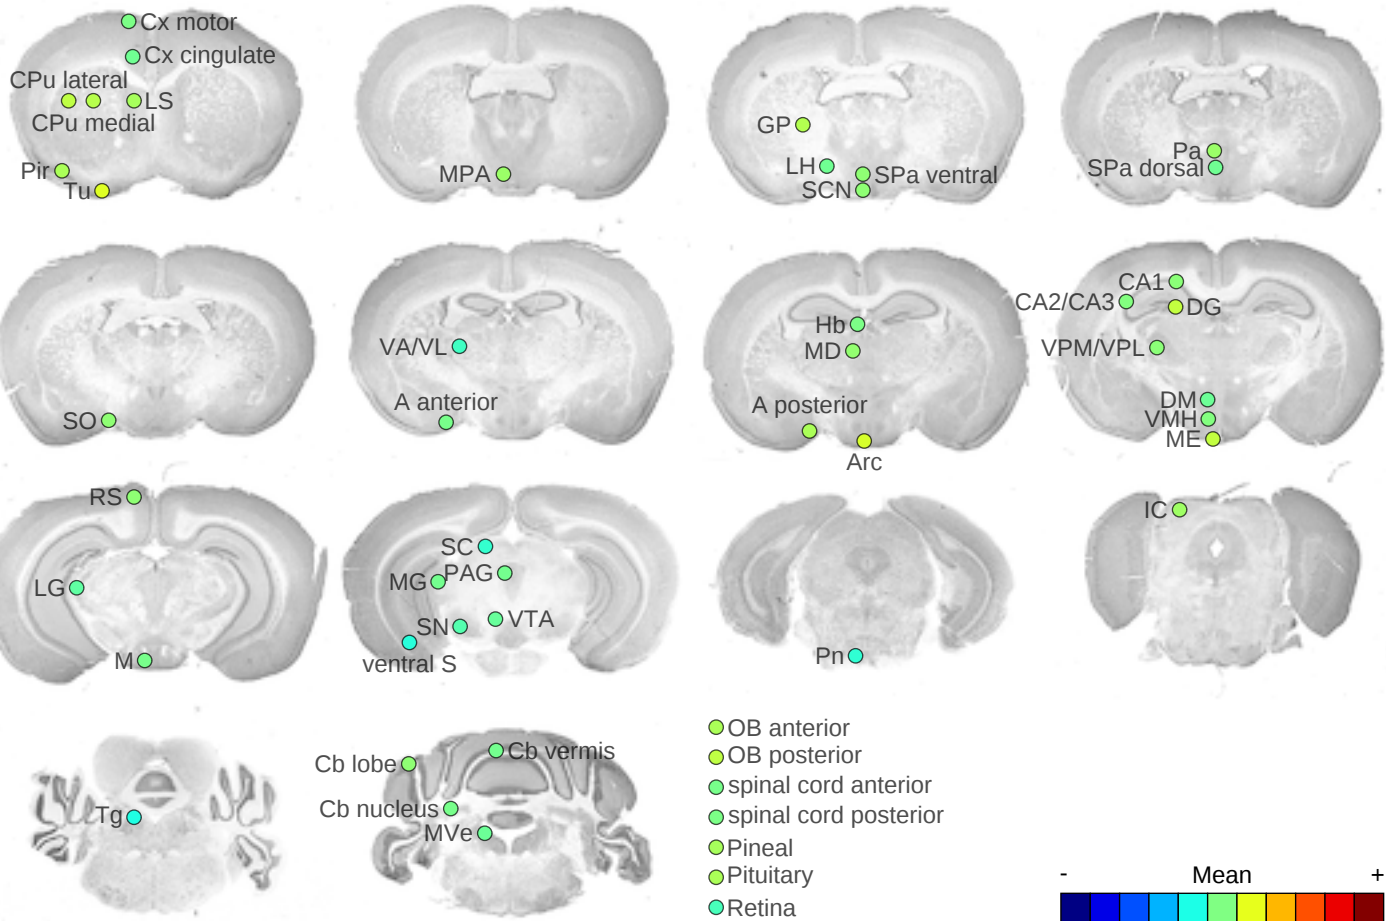 Cx motor
Cx cingulate
CPu lateral
LS
CPu medial
Pir
Tu
MPA
GP
LH
SPa ventral
SCN
Pa
SPa dorsal
SO
VA/VL
A anterior
Hb
MD
A posterior
Arc
CA1
CA2/CA3
DG
VPM/VPL
DM
VMH
ME
RS
LG
M
SC
MG
PAG
SN
VTA
ventral S
Pn
IC
Tg
Cb lobe
Cb vermis
Cb nucleus
MVe
OB anterior
OB posterior
spinal cord anterior
spinal cord posterior
Pineal
Pituitary
Retina
- Mean +